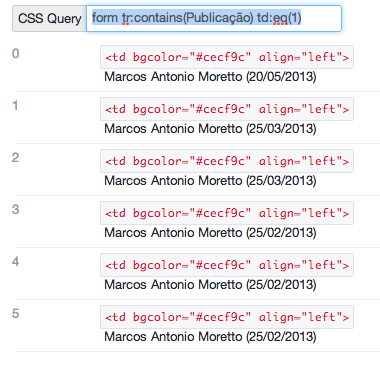 CSS Query form tr:contains(Publicação) td:eq(1)
0 <td bgcolor="#cecf9c" align="left">
Marcos Antonio Moretto (20/05/2013)
1 <td bgcolor="#cecf9c" align="left">
Marcos Antonio Moretto (25/03/2013)
2 <td bgcolor="#cecf9c" align="left">
Marcos Antonio Moretto (25/03/2013)
3 <td bgcolor="#cecf9c" align="left">
Marcos Antonio Moretto (25/02/2013)
4 <td bgcolor="#cecf9c" align="left">
Marcos Antonio Moretto (25/02/2013)
5 <td bgcolor="#cecf9c" align="left">
Marcos Antonio Moretto (25/02/2013)